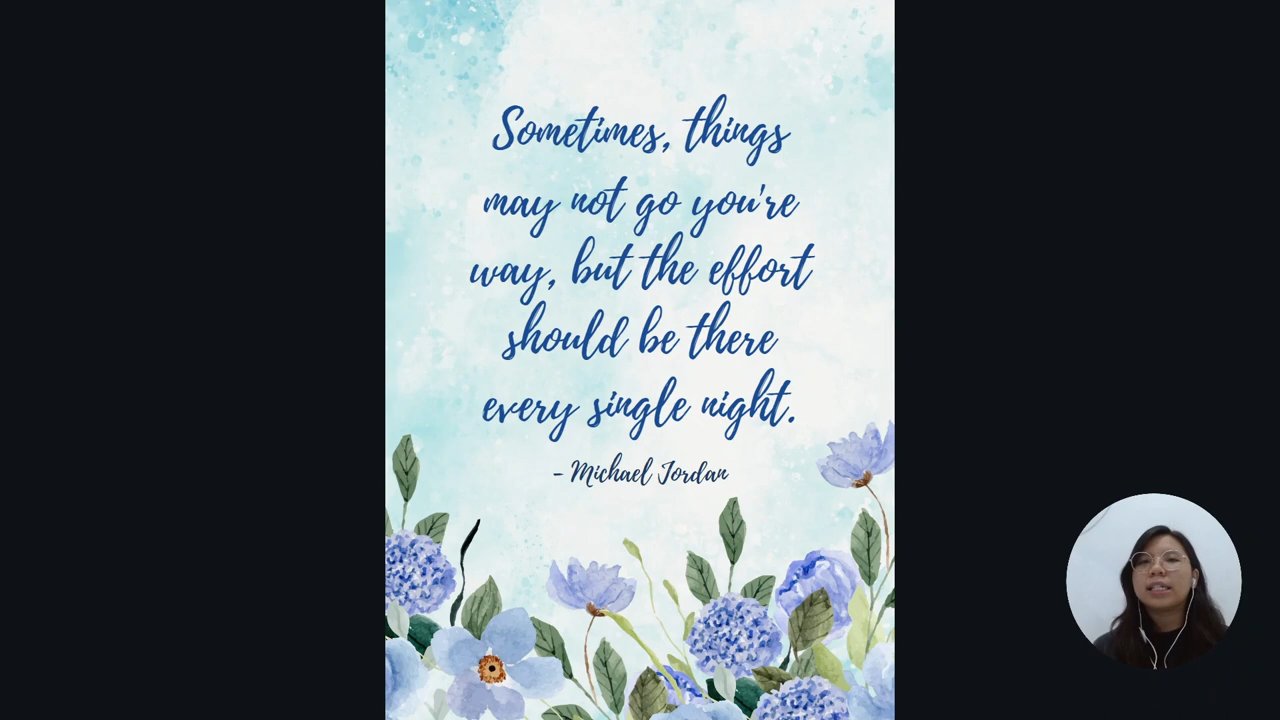 Sometimes, things
may not go you're
way, but the effort
should be there
every single night.
- Michael Jordan